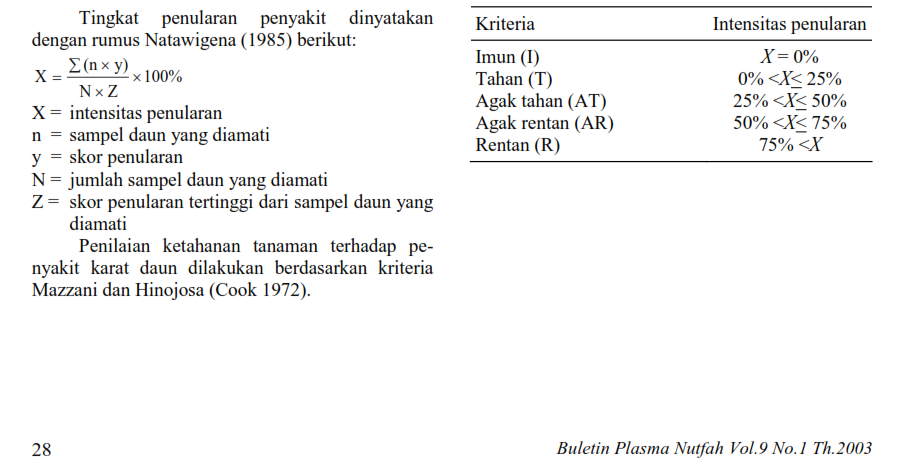 Tingkat penularan penyakit dinyatakan
dengan rumus Natawigena (1985) berikut:
X = ∑(n × y) / N × Z × 100%
X = intensitas penularan
n = sampel daun yang diamati
y = skor penularan
N = jumlah sampel daun yang diamati
Z = skor penularan tertinggi dari sampel daun yang
diamati
Penilaian ketahanan tanaman terhadap pe-
nyakit karat daun dilakukan berdasarkan kriteria
Mazzani dan Hinojosa (Cook 1972).
Kriteria Intensitas penularan
Imun (I) X = 0%
Tahan (T) 0% <X≤ 25%
Agak tahan (AT) 25% <X≤ 50%
Agak rentan (AR) 50% <X≤ 75%
Rentan (R) 75% <X
28 Buletin Plasma Nutfah Vol.9 No.1 Th.2003